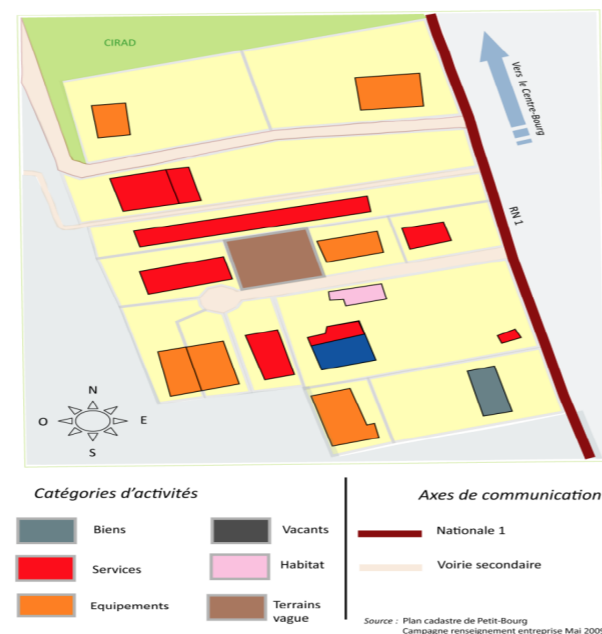 CIRAD
Vers le Centre-Bourg
RN 1
N
O
E
S
Catégories d'activités
Biens
Services
Equipements
Vacants
Habitat
Terrains
vague
Axes de communication
Nationale 1
Voirie secondaire
Source : Plan cadastre de Petit-Bourg
Campagne renseignement entreprise Mai 2009